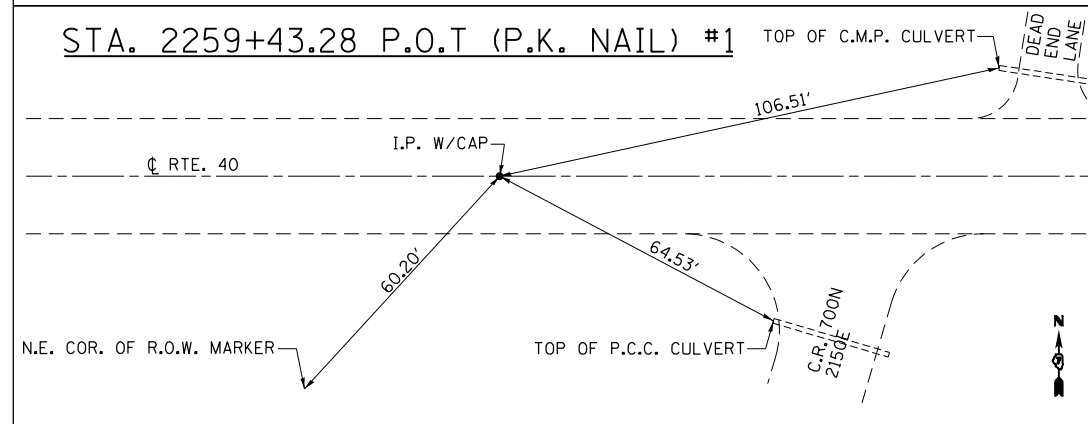 STA. 2259+43.28 P.O.T (P.K. NAIL) #1
TOP OF C.M.P. CULVERT
DEAD
END
LANE
106.51'
I.P. W/CAP
℄ RTE. 40
60.20'
64.53'
N.E. COR. OF R.O.W. MARKER
TOP OF P.C.C. CULVERT
C.R. 700N
2150E
N